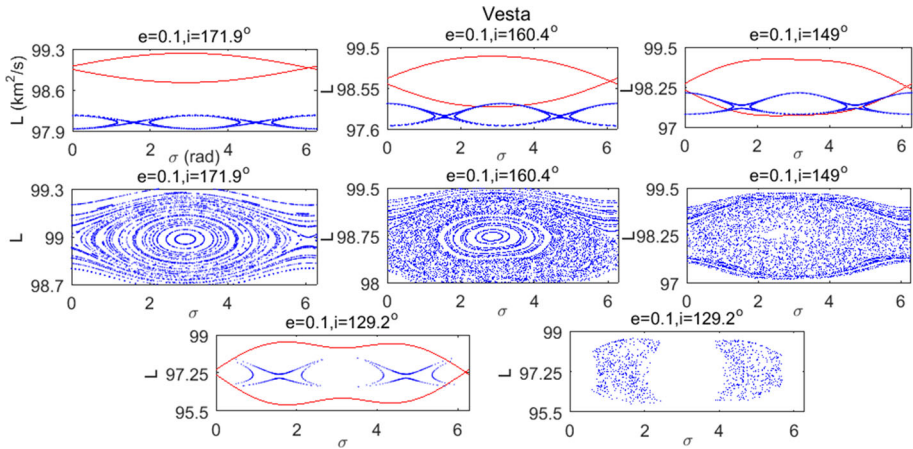 Vesta
e=0.1,i=171.9° e=0.1,i=160.4° e=0.1,i=149°
L (km²/s) 99.3 98.6 97.9
L 99.5 98.55 97.6
L 99.5 98.25 97
0 2 4 6 0 2 4 6 0 2 4 6
σ (rad) σ σ
e=0.1,i=171.9° e=0.1,i=160.4° e=0.1,i=149°
L 99.3 99 98.7
L 99.5 98.75 98
L 99.5 98.25 97
0 2 4 6 0 2 4 6 0 2 4 6
σ σ σ
e=0.1,i=129.2° e=0.1,i=129.2°
L 99 97.25 95.5
L 99 97.25 95.5
0 2 4 6 0 2 4 6
σ σ